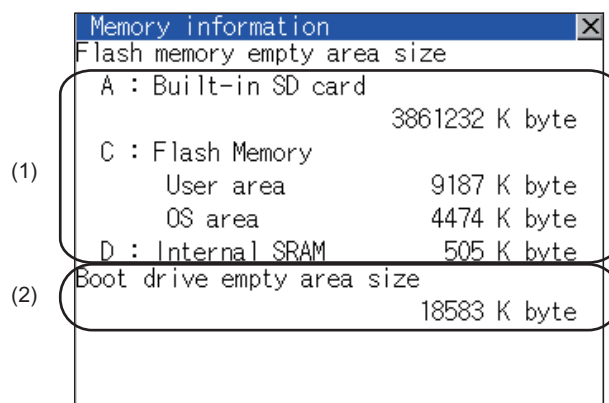 Memory information
Flash memory empty area size
A : Built-in SD card
3861232 K byte
C : Flash Memory
User area 9187 K byte
OS area 4474 K byte
D : Internal SRAM 505 K byte
Boot drive empty area size
18583 K byte
(1)
(2)